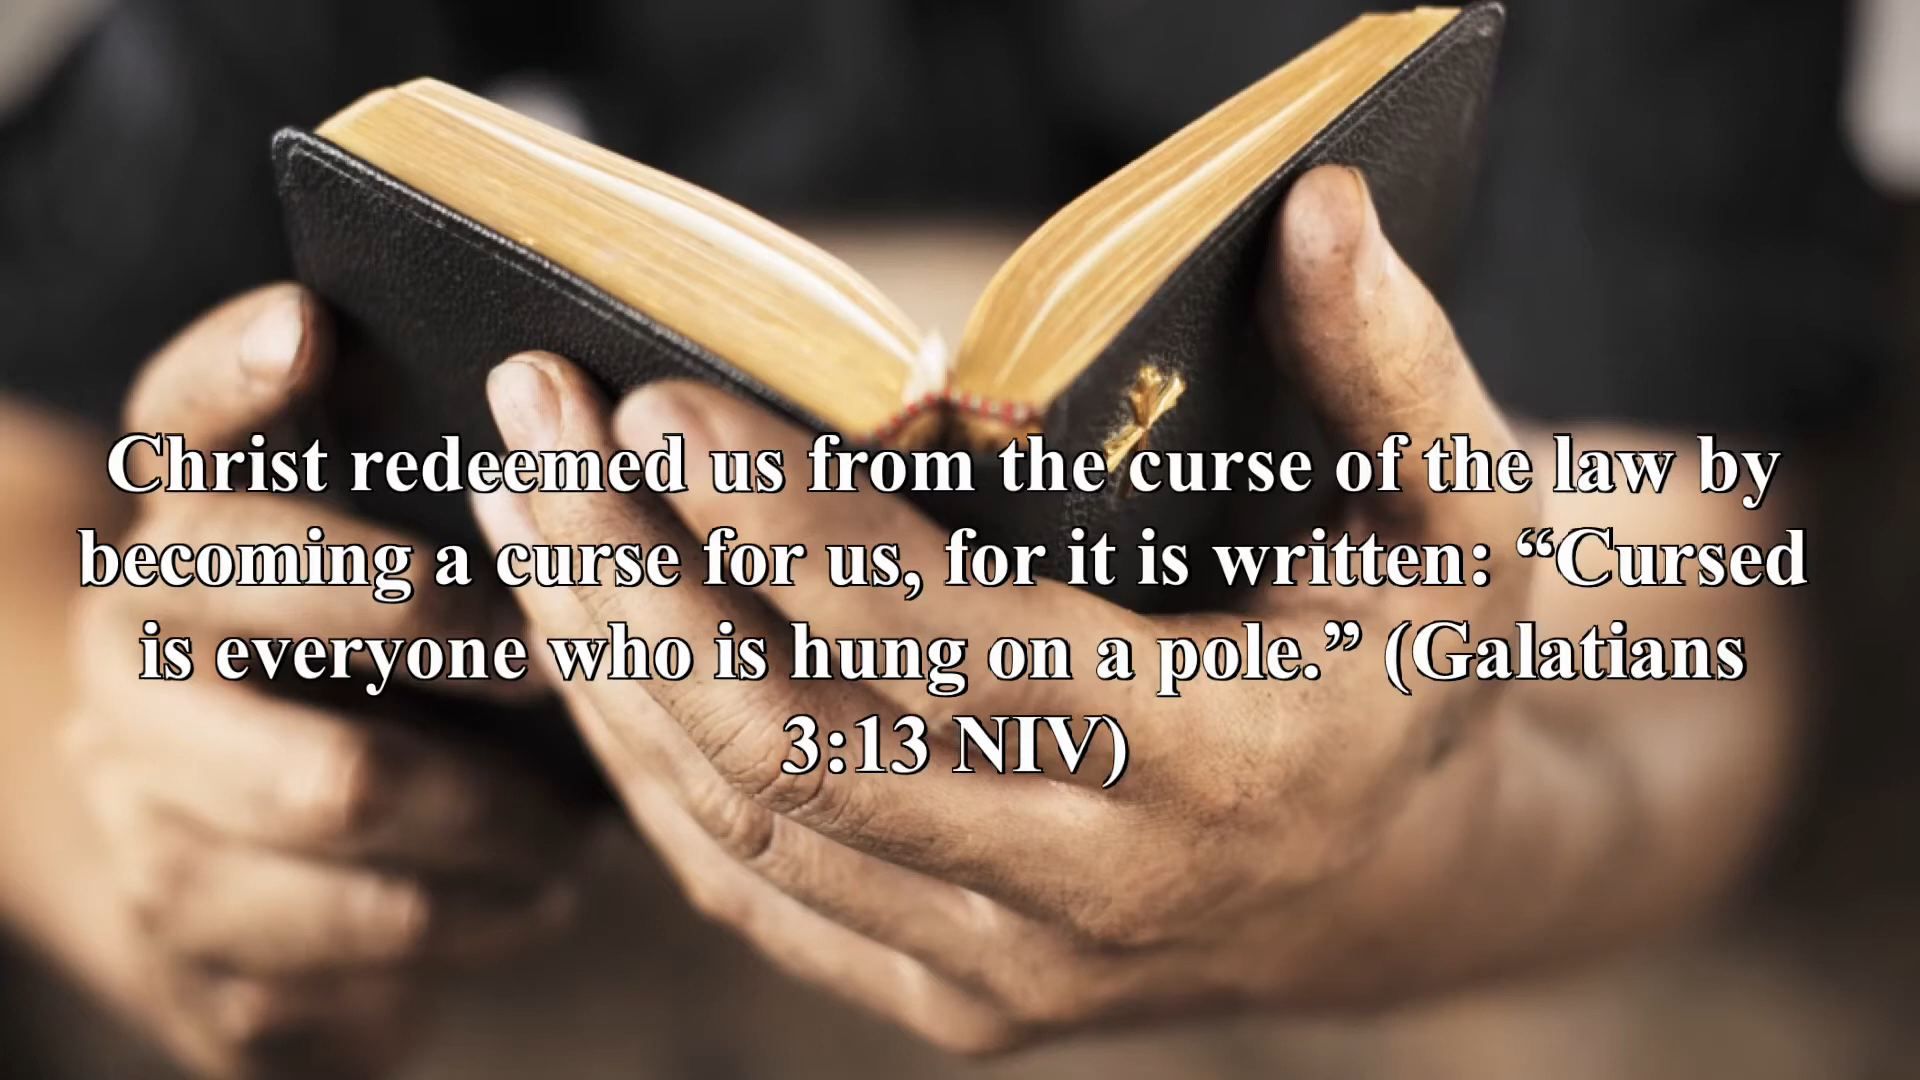 Christ redeemed us from the curse of the law by
becoming a curse for us, for it is written: “Cursed
is everyone who is hung on a pole.” (Galatians
3:13 NIV)